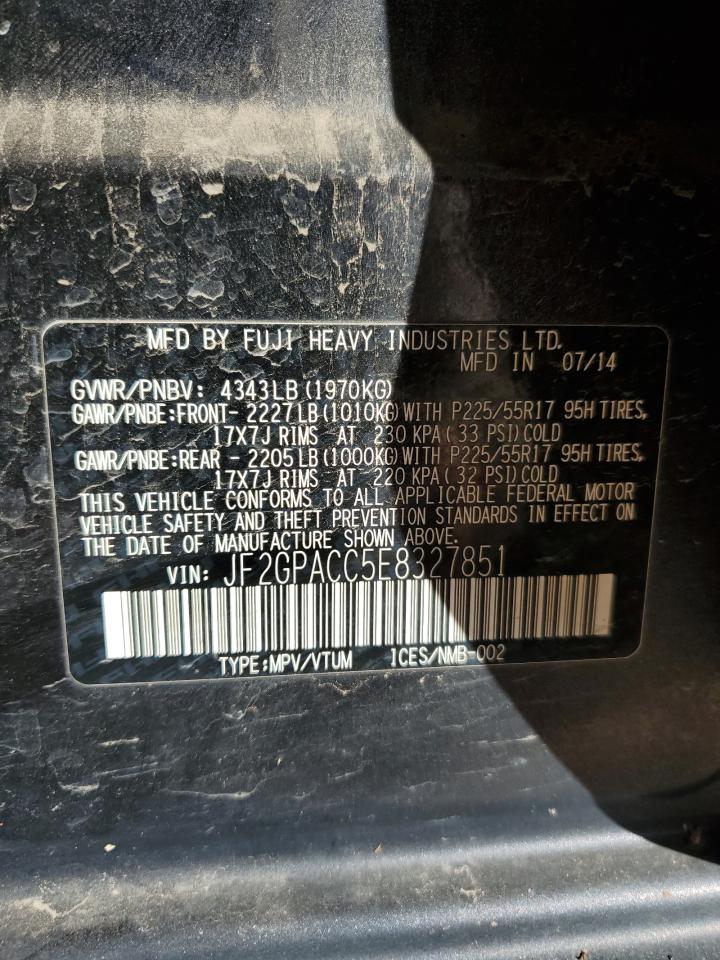 MFD BY FUJI HEAVY INDUSTRIES LTD.
MFD IN 07/14
GVWR/PNBV: 4343LB(1970KG)
GAWR/PNBE:FRONT- 2227LB(1010KG)WITH P225/55R17 95H TIRES,
17X7J RIMS AT 230 KPA(33 PSI)COLD
GAWR/PNBE:REAR - 2205LB(1000KG)WITH P225/55R17 95H TIRES,
17X7J RIMS AT 220 KPA(32 PSI)COLD
THIS VEHICLE CONFORMS TO ALL APPLICABLE FEDERAL MOTOR
VEHICLE SAFETY AND THEFT PREVENTION STANDARDS IN EFFECT ON
THE DATE OF MANUFACTURE SHOWN ABOVE.
VIN: JF2GPACC5E8327851
TYPE:MPV/VTUM ICES/NMB-002